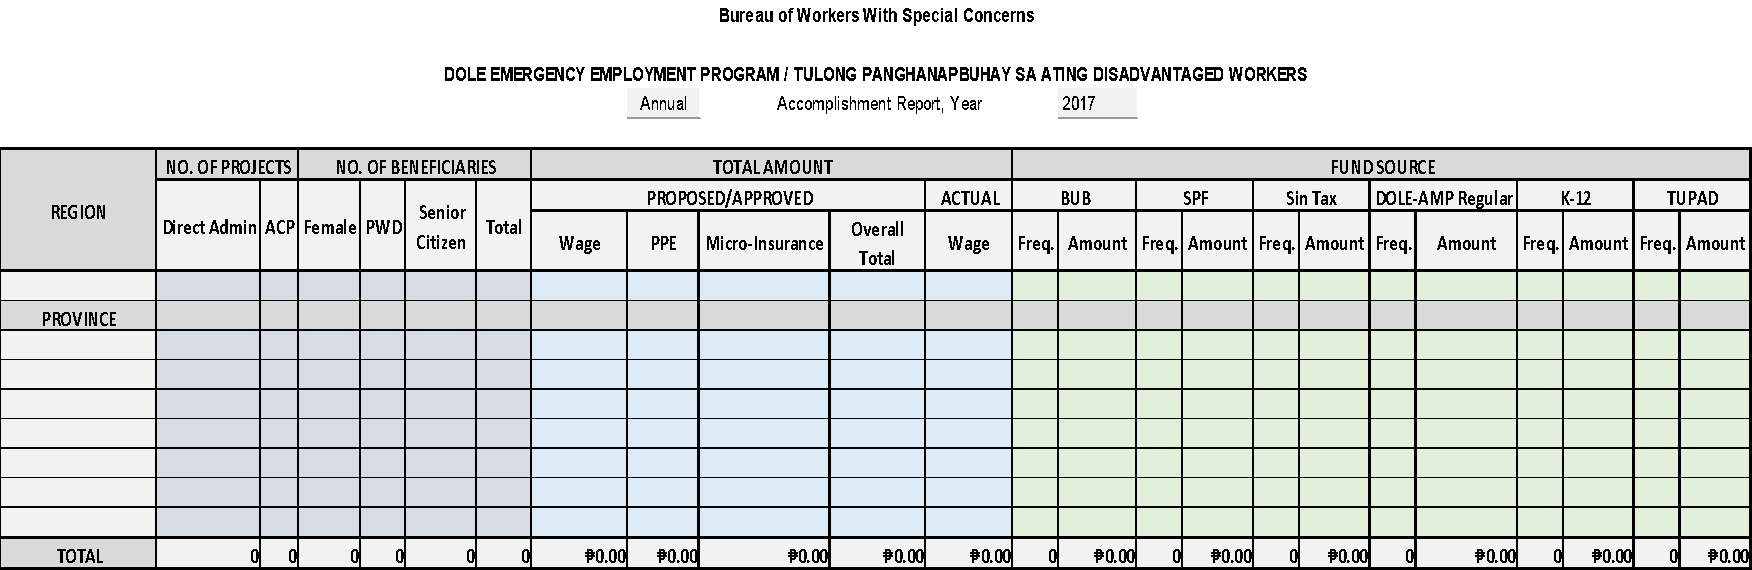 Bureau of Workers With Special Concerns
DOLE EMERGENCY EMPLOYMENT PROGRAM / TULONG PANGHANAPBUHAY SA ATING DISADVANTAGED WORKERS
Annual Accomplishment Report, Year 2017
REGION NO. OF PROJECTS NO. OF BENEFICIARIES TOTAL AMOUNT FUND SOURCE
PROPOSED/APPROVED ACTUAL BUB SPF Sin Tax DOLE-AMP Regular K-12 TUPAD
Direct Admin ACP Female PWD Senior Citizen Total Wage PPE Micro-Insurance Overall Total Wage Freq. Amount Freq. Amount Freq. Amount Freq. Amount Freq. Amount Freq. Amount
PROVINCE
TOTAL 0 0 0 0 0 0 ₱0.00 ₱0.00 ₱0.00 ₱0.00 ₱0.00 0 ₱0.00 0 ₱0.00 0 ₱0.00 0 ₱0.00 0 ₱0.00 0 ₱0.00